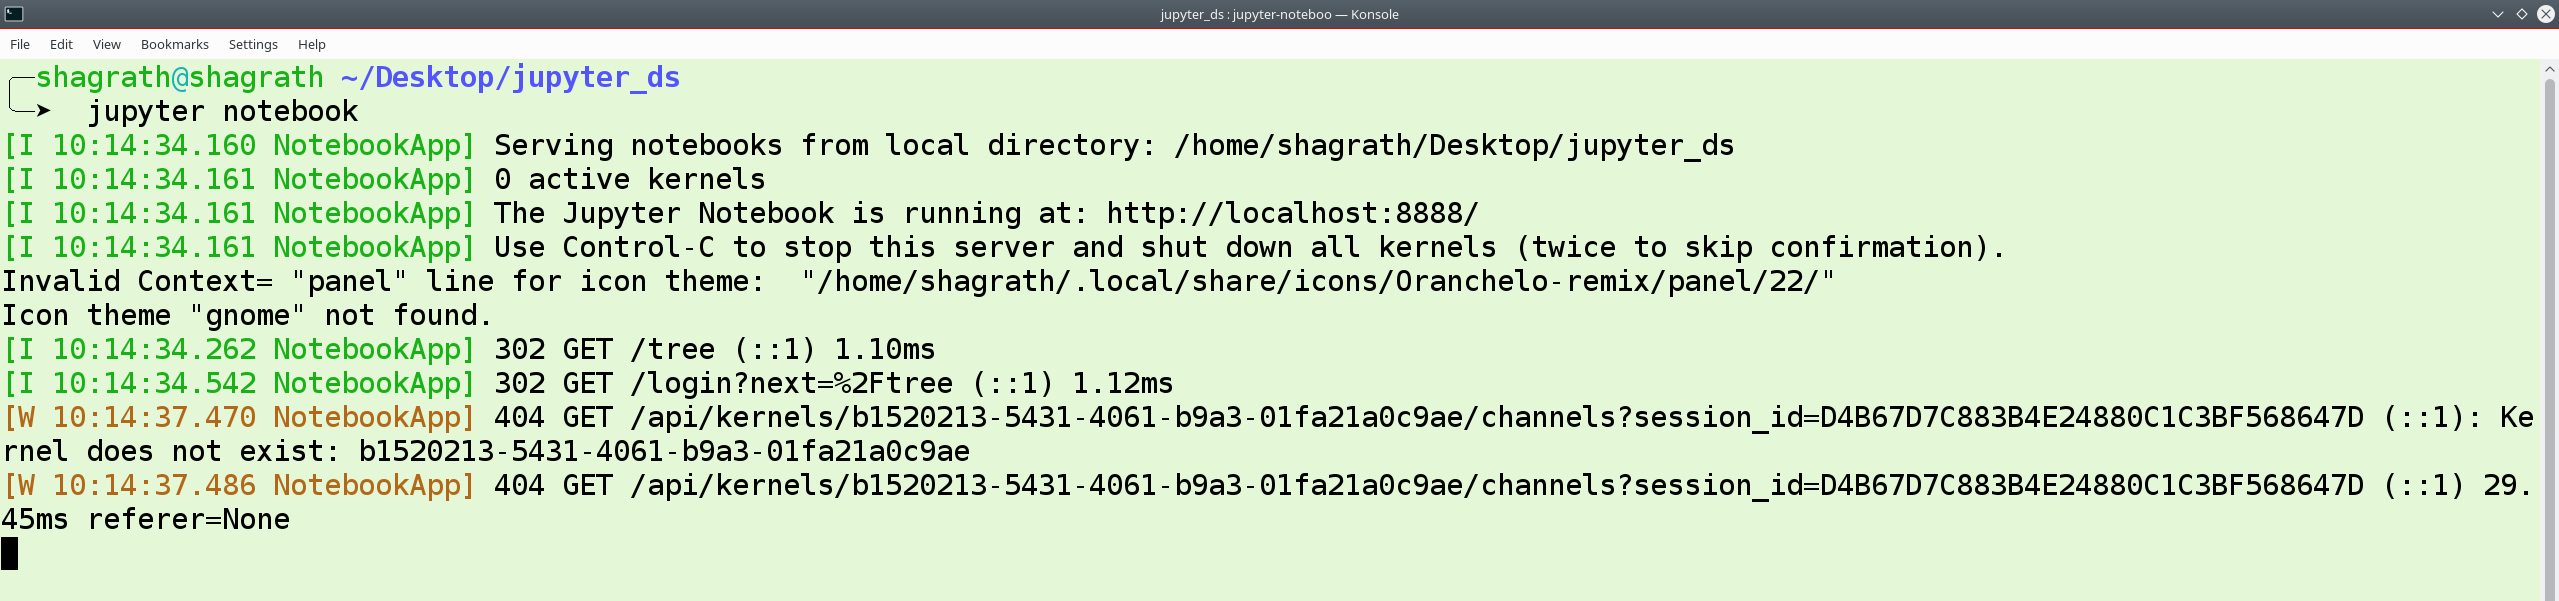 jupyter_ds : jupyter-noteboo — Konsole
File Edit View Bookmarks Settings Help
shagrath@shagrath ~/Desktop/jupyter_ds
jupyter notebook
[I 10:14:34.160 NotebookApp] Serving notebooks from local directory: /home/shagrath/Desktop/jupyter_ds
[I 10:14:34.161 NotebookApp] 0 active kernels
[I 10:14:34.161 NotebookApp] The Jupyter Notebook is running at: http://localhost:8888/
[I 10:14:34.161 NotebookApp] Use Control-C to stop this server and shut down all kernels (twice to skip confirmation).
Invalid Context= "panel" line for icon theme:  "/home/shagrath/.local/share/icons/Oranchelo-remix/panel/22/"
Icon theme "gnome" not found.
[I 10:14:34.262 NotebookApp] 302 GET /tree (::1) 1.10ms
[I 10:14:34.542 NotebookApp] 302 GET /login?next=%2Ftree (::1) 1.12ms
[W 10:14:37.470 NotebookApp] 404 GET /api/kernels/b1520213-5431-4061-b9a3-01fa21a0c9ae/channels?session_id=D4B67D7C883B4E24880C1C3BF568647D (::1): Ke
rnel does not exist: b1520213-5431-4061-b9a3-01fa21a0c9ae
[W 10:14:37.486 NotebookApp] 404 GET /api/kernels/b1520213-5431-4061-b9a3-01fa21a0c9ae/channels?session_id=D4B67D7C883B4E24880C1C3BF568647D (::1) 29.
45ms referer=None